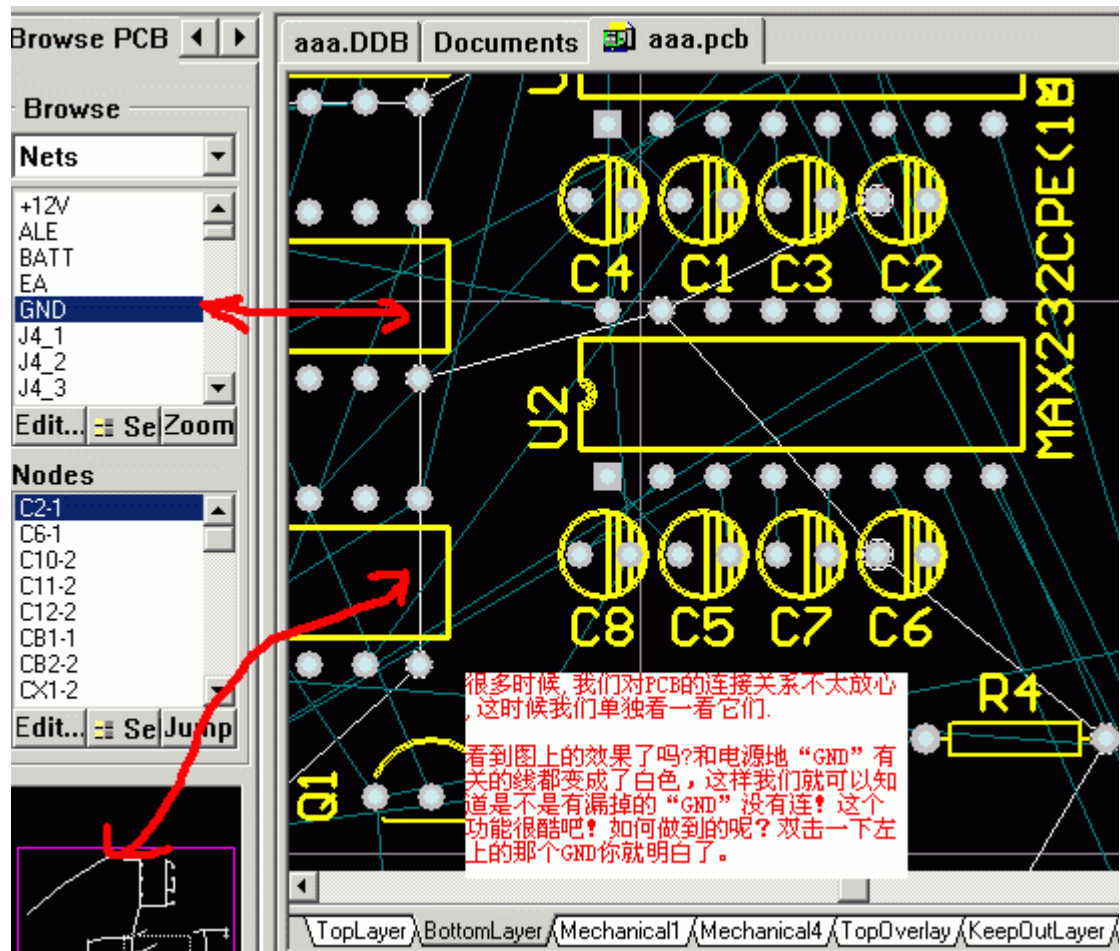 Browse PCB
aaa.DDB
Documents
aaa.pcb
Browse
Nets
+12V
ALE
BATT
EA
GND
J4_1
J4_2
J4_3
Edit...
Se
Zoom
Nodes
C2-1
C6-1
C10-2
C11-2
C12-2
CB1-1
CB2-2
CX1-2
Edit...
Se
Jump
C4
C1
C3
C2
U2
MAX232CPE(16)
C8
C5
C7
C6
R4
Q1
很多时候,我们对PCB的连接关系不太放心
,这时候我们单独看一看它们.
看到图上的效果了吗?和电源地“GND”有
关的线都变成了白色，这样我们就可以知
道是不是有漏掉的“GND”没有连！这个
功能很酷吧！如何做到的呢？双击一下左
上的那个GND你就明白了。
TopLayer
BottomLayer
Mechanical1
Mechanical4
TopOverlay
KeepOutLayer